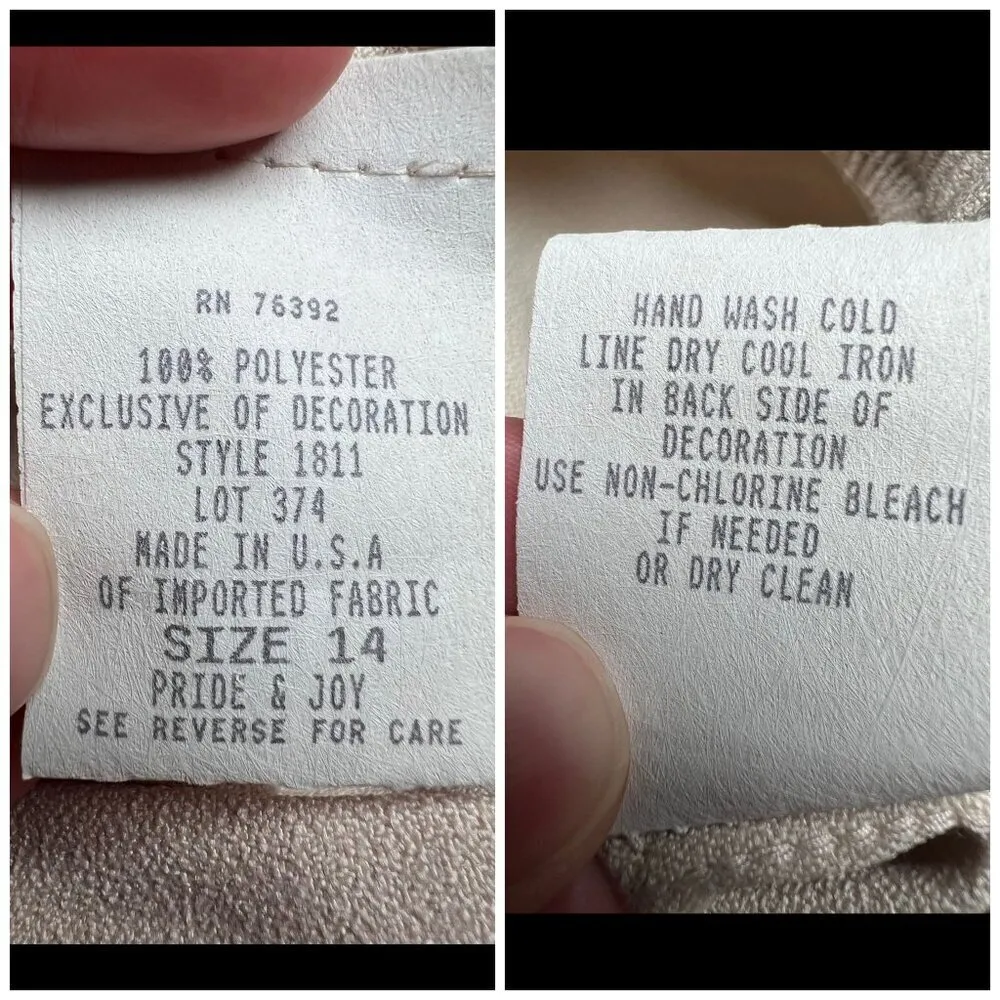 RN 76392
100% POLYESTER
EXCLUSIVE OF DECORATION
STYLE 1811
LOT 374
MADE IN U.S.A
OF IMPORTED FABRIC
SIZE 14
PRIDE & JOY
SEE REVERSE FOR CARE
HAND WASH COLD
LINE DRY COOL IRON
IN BACK SIDE OF
DECORATION
USE NON-CHLORINE BLEACH
IF NEEDED
OR DRY CLEAN